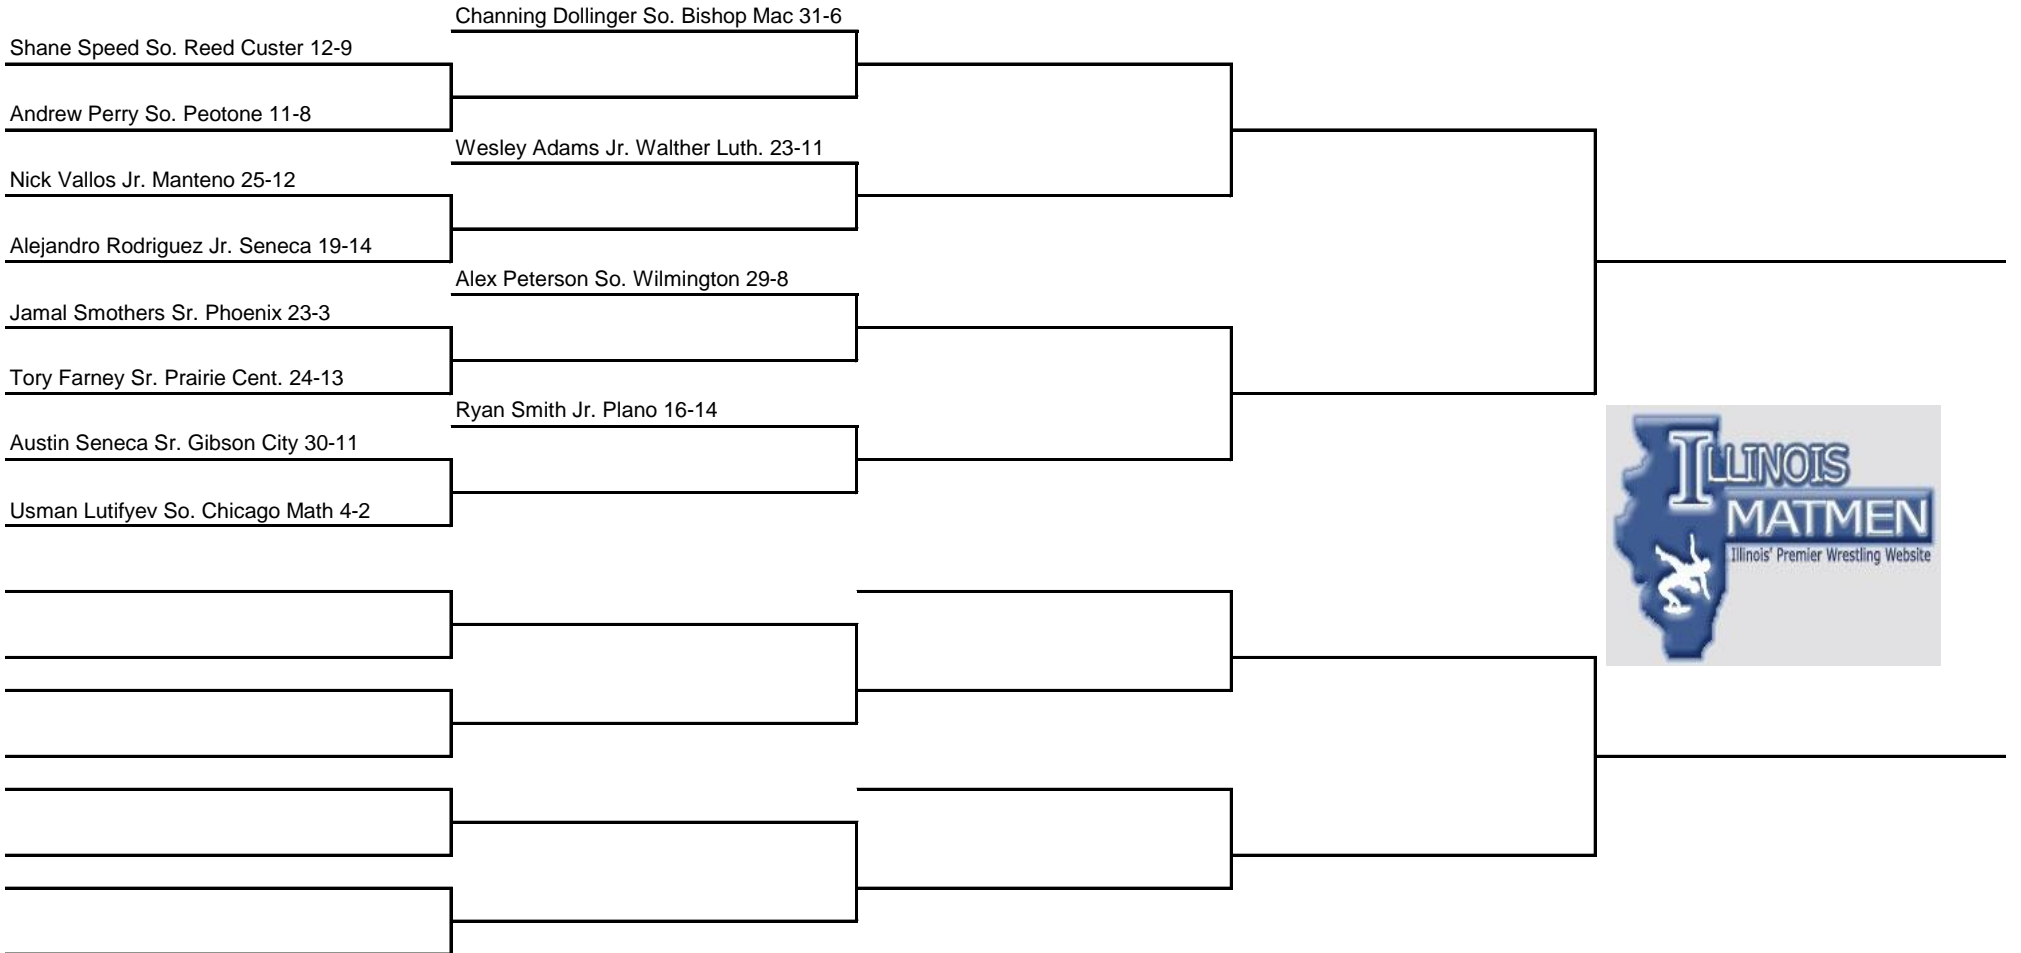 Channing Dollinger So. Bishop Mac 31-6
Shane Speed So. Reed Custer 12-9
Andrew Perry So. Peotone 11-8
Wesley Adams Jr. Walther Luth. 23-11
Nick Vallos Jr. Manteno 25-12
Alejandro Rodriguez Jr. Seneca 19-14
Alex Peterson So. Wilmington 29-8
Jamal Smothers Sr. Phoenix 23-3
Tory Farney Sr. Prairie Cent. 24-13
Ryan Smith Jr. Plano 16-14
Austin Seneca Sr. Gibson City 30-11
Usman Lutifyev So. Chicago Math 4-2
ILLINOIS
MATMEN
Illinois' Premier Wrestling Website